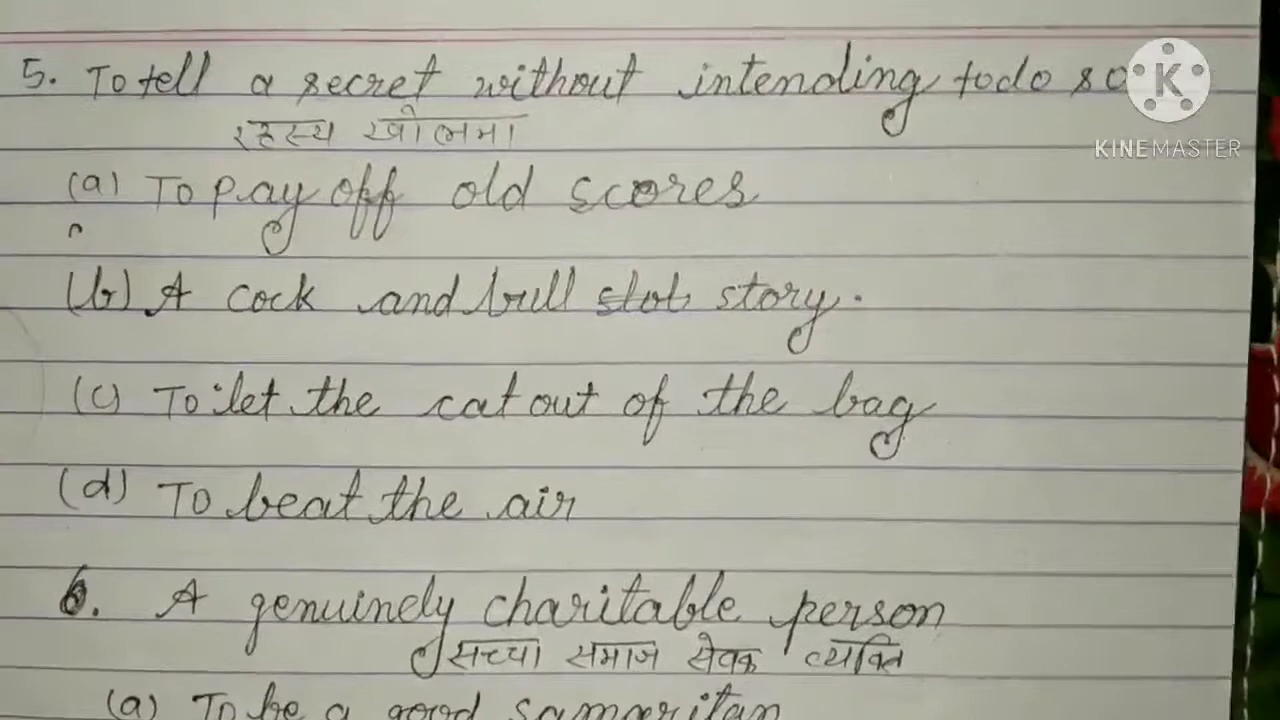 5. To tell a secret without intending to do so
रहस्य खोलना
(a) To pay off old scores
(b) A cock and bull stob story.
(c) To let the cat out of the bag
(d) To beat the air
6. A genuinely charitable person
सच्चा समाज सेवक व्यक्ति
(a) To be a good samaritan
KINEMASTER